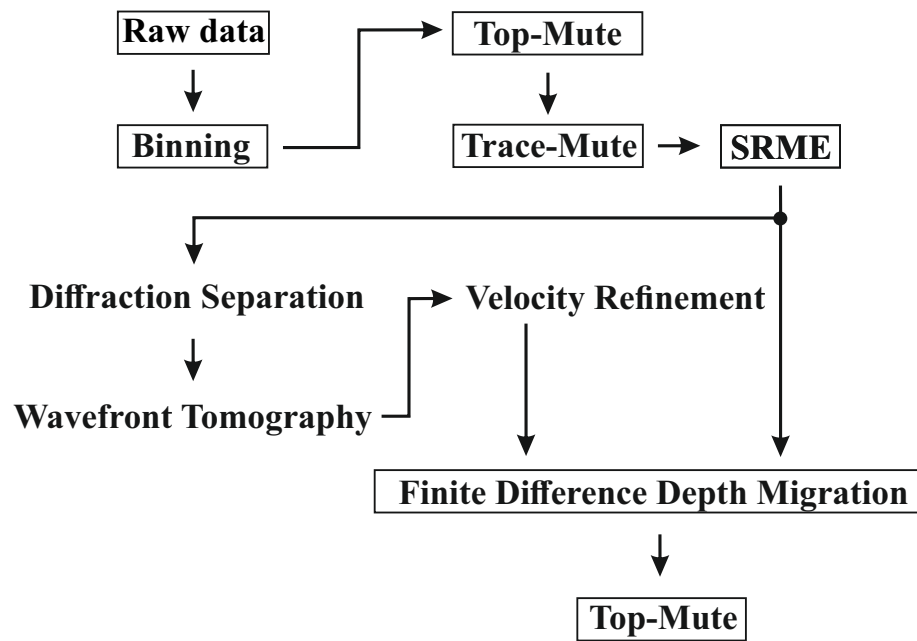 Raw data
Top-Mute
Binning
Trace-Mute
SRME
Diffraction Separation
Velocity Refinement
Wavefront Tomography
Finite Difference Depth Migration
Top-Mute